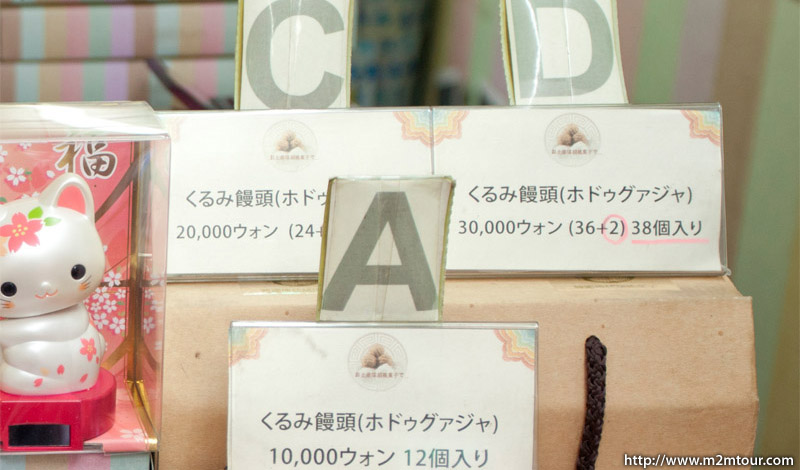 C
D
福
くるみ饅頭(ホドゥ
20,000ウォン (24+
くるみ饅頭(ホドゥグァジャ)
30,000ウォン (36+2) 38個入り
A
くるみ饅頭(ホドゥグァジャ)
10,000ウォン 12個入り
http://www.m2mtour.com